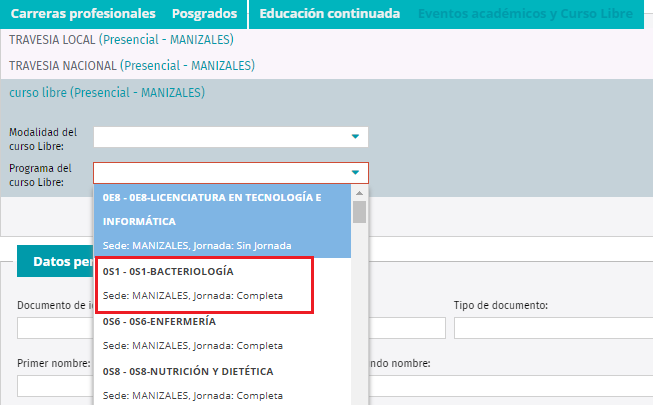 Carreras profesionales Posgrados Educación continuada Eventos académicos y Curso Libre
TRAVESIA LOCAL (Presencial - MANIZALES)
TRAVESIA NACIONAL (Presencial - MANIZALES)
curso libre (Presencial - MANIZALES)
Modalidad del
curso Libre:
Programa del
curso Libre:
0E8 - 0E8-LICENCIATURA EN TECNOLOGÍA E
INFORMÁTICA
Sede: MANIZALES, Jornada: Sin Jornada
0S1 - 0S1-BACTERIOLOGÍA
Sede: MANIZALES, Jornada: Completa
0S6 - 0S6-ENFERMERÍA
Sede: MANIZALES, Jornada: Completa
0S8 - 0S8-NUTRICIÓN Y DIETÉTICA
Sede: MANIZALES, Jornada: Completa
Datos per
Documento de i
Tipo de documento:
Primer nombre:
ndo nombre: